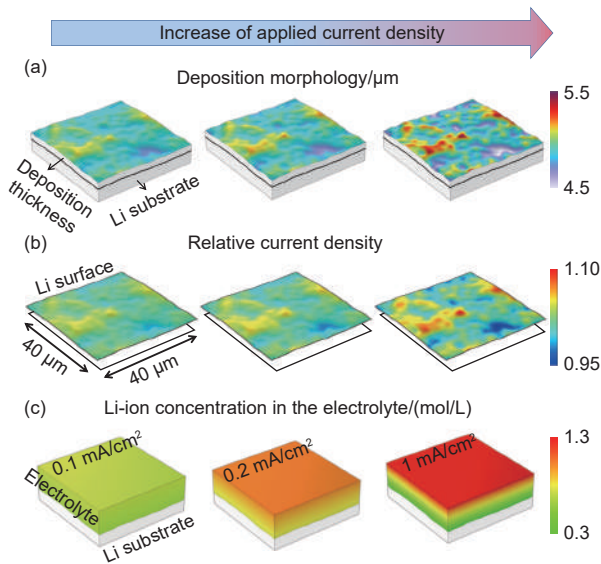 Increase of applied current density
(a)
Deposition morphology/μm
5.5
4.5
Deposition
thickness
Li substrate
(b)
Relative current density
Li surface
1.10
0.95
40 μm
40 μm
(c)
Li-ion concentration in the electrolyte/(mol/L)
0.1 mA/cm²
0.2 mA/cm²
1 mA/cm²
1.3
0.3
Electrolyte
Li substrate